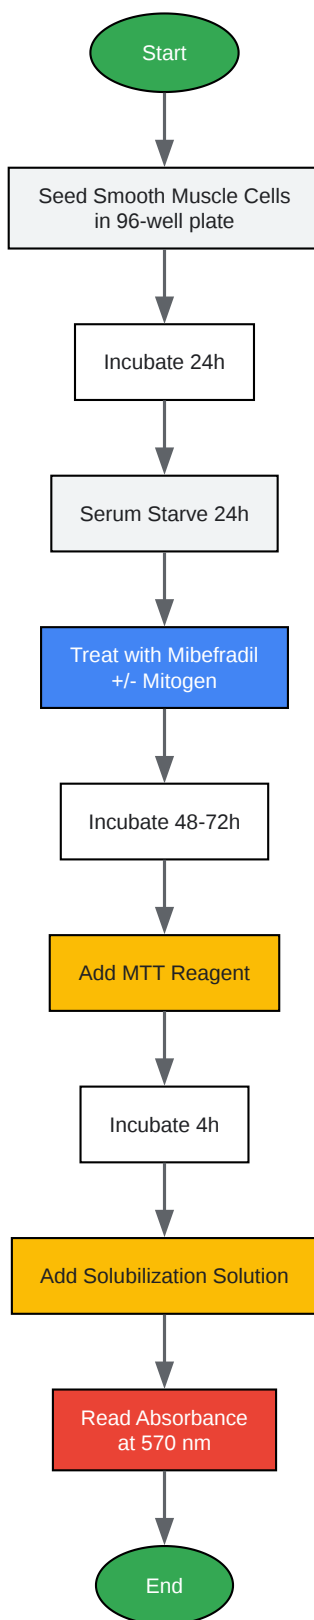 Start
Seed Smooth Muscle Cells
in 96-well plate
Incubate 24h
Serum Starve 24h
Treat with Mibefradil
+/- Mitogen
Incubate 48-72h
Add MTT Reagent
Incubate 4h
Add Solubilization Solution
Read Absorbance
at 570 nm
End